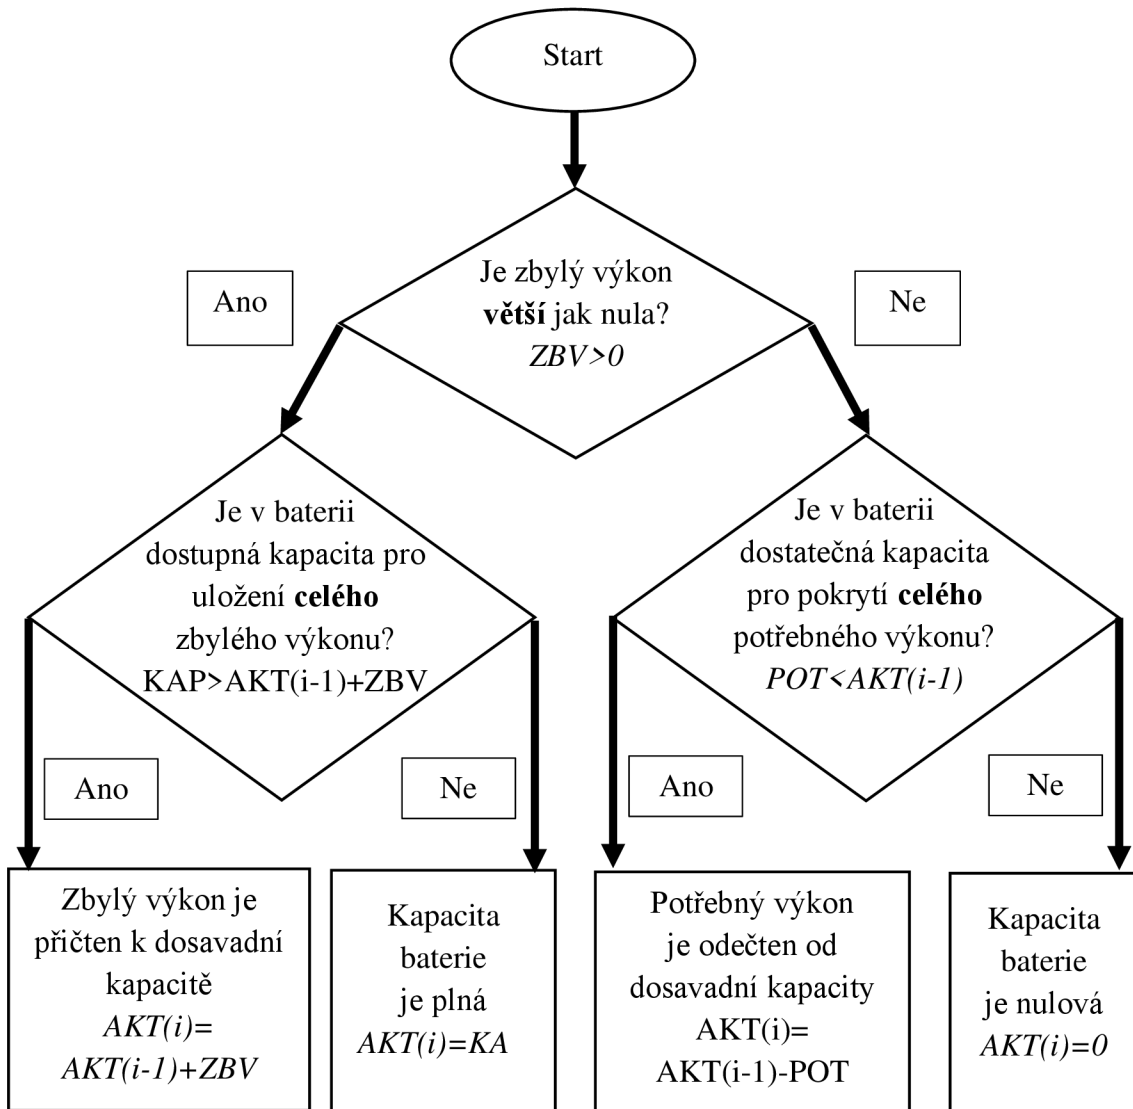 Start
Je zbylý výkon
větší jak nula?
ZBV>0
Ano
Ne
Je v baterii
dostupná kapacita pro
uložení celého
zbylého výkonu?
KAP>AKT(i-1)+ZBV
Je v baterii
dostatečná kapacita
pro pokrytí celého
potřebného výkonu?
POT<AKT(i-1)
Ano
Ne
Ano
Ne
Zbylý výkon je
přičten k dosavadní
kapacitě
AKT(i)=
AKT(i-1)+ZBV
Kapacita
baterie
je plná
AKT(i)=KA
Potřebný výkon
je odečten od
dosavadní kapacity
AKT(i)=
AKT(i-1)-POT
Kapacita
baterie
je nulová
AKT(i)=0